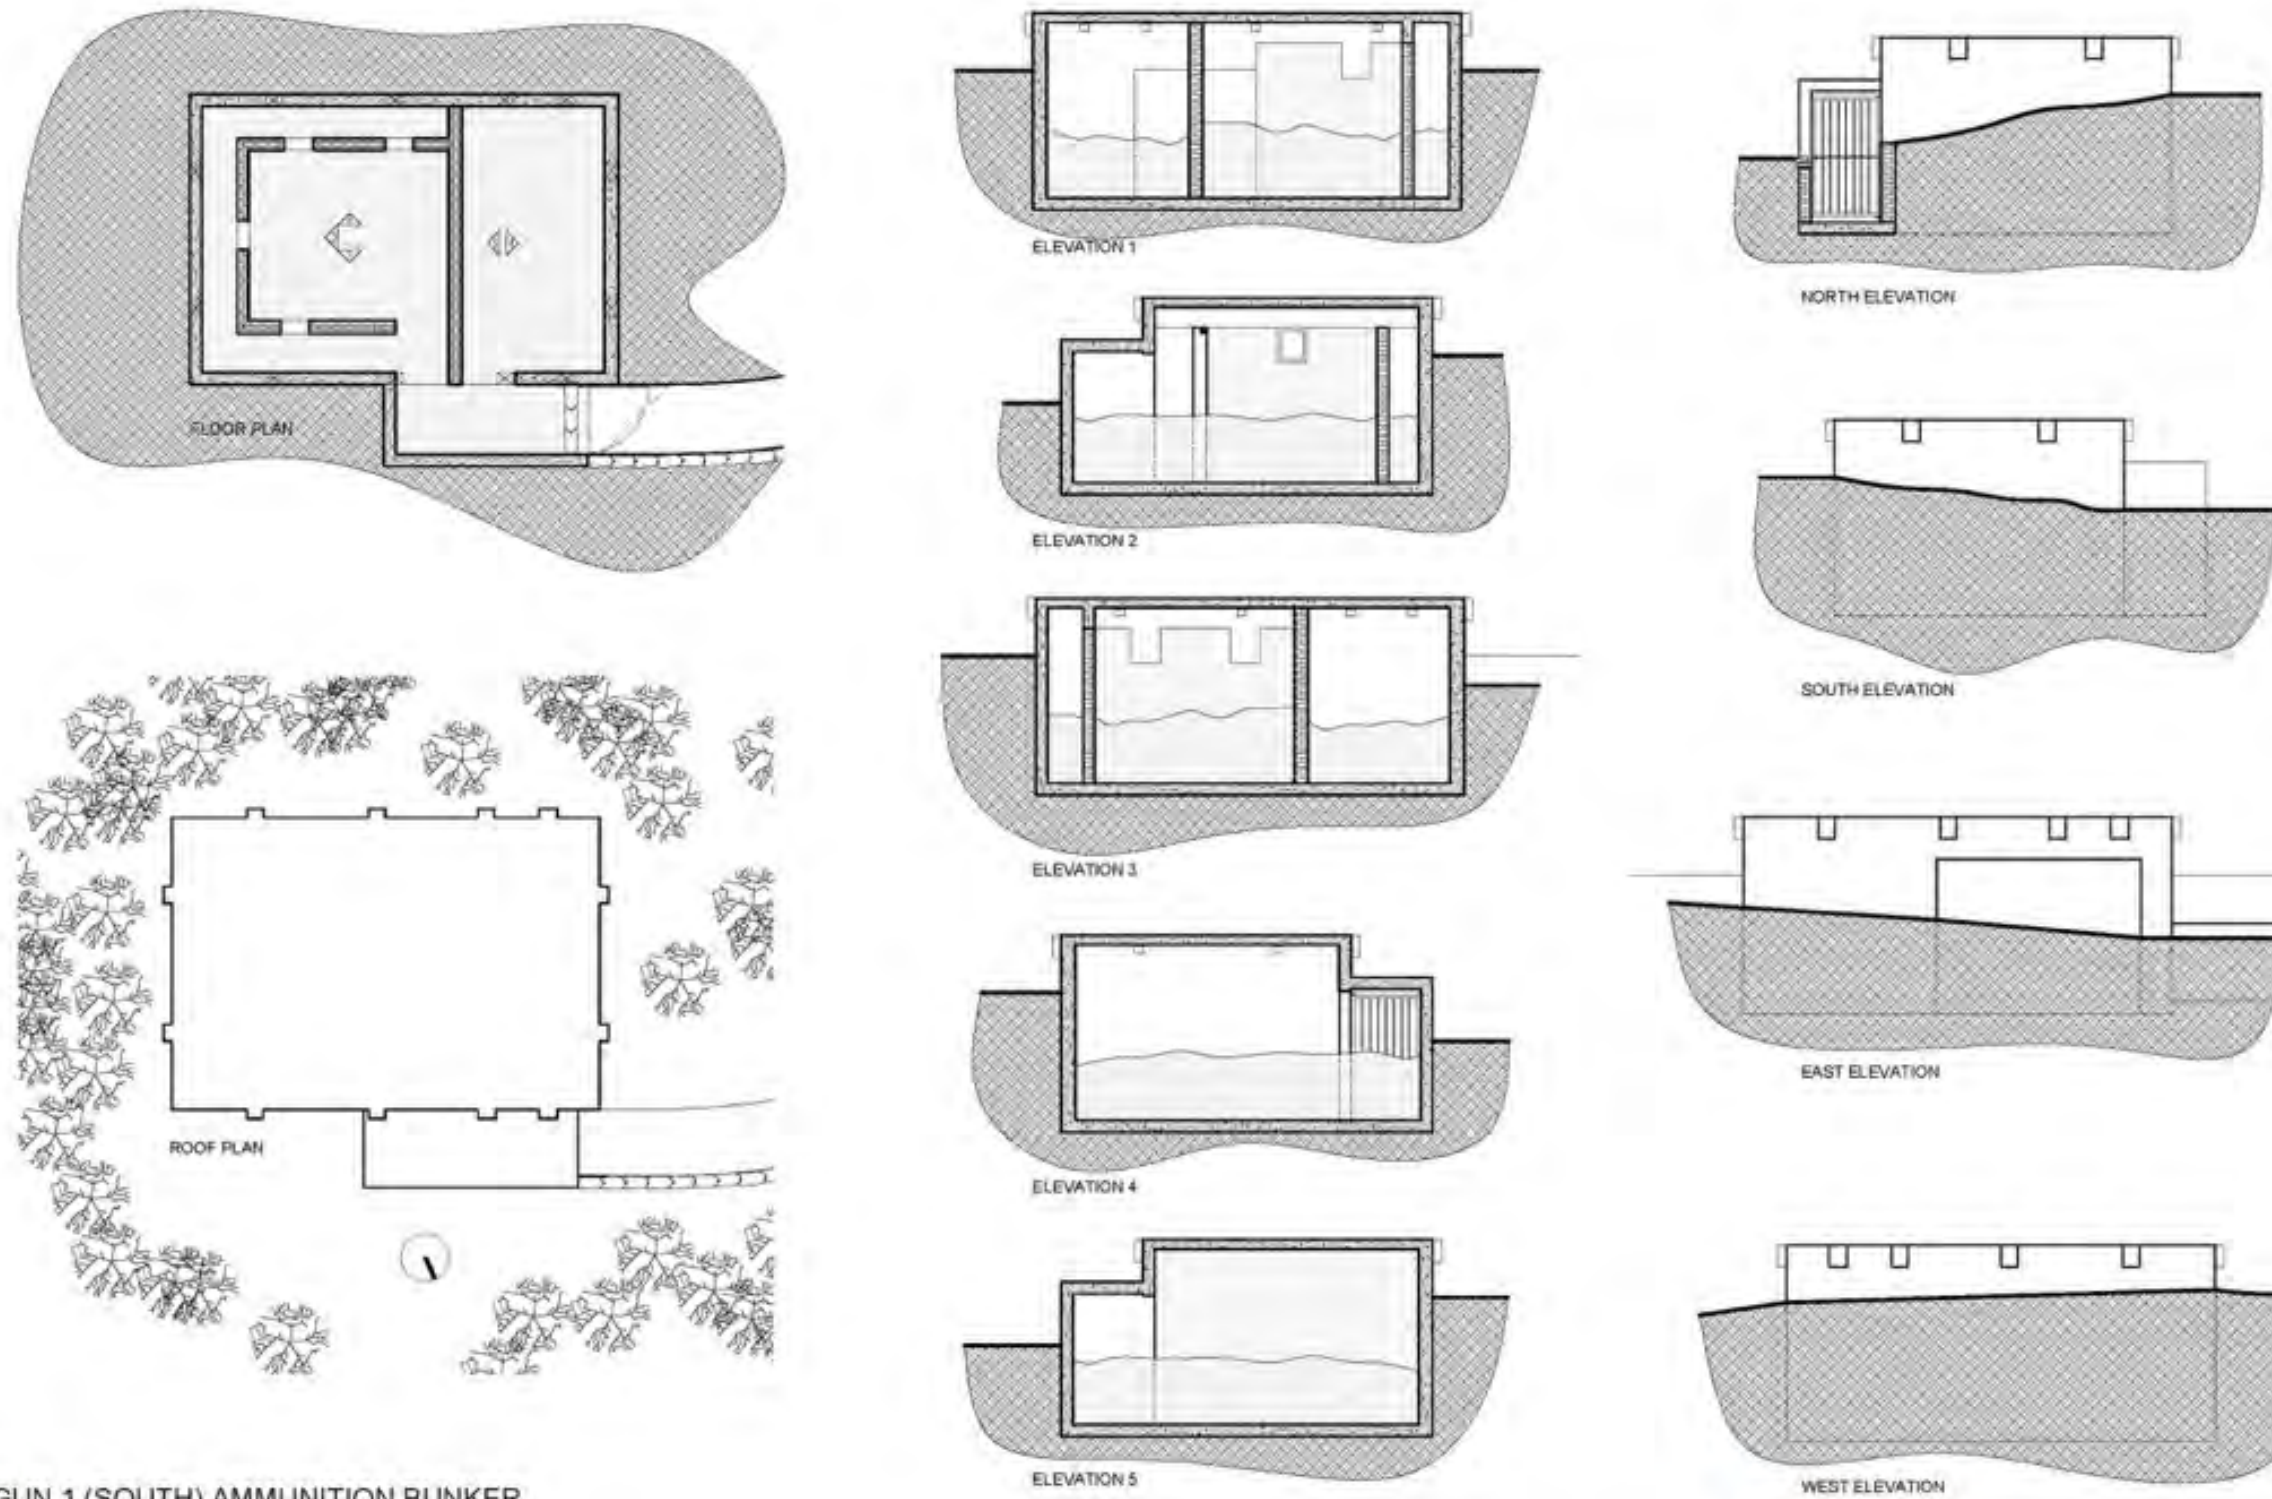 FLOOR PLAN
ROOF PLAN
GUN 1 (SOUTH) AMMUNITION BUNKER
ELEVATION 1
ELEVATION 2
ELEVATION 3
ELEVATION 4
ELEVATION 5
NORTH ELEVATION
SOUTH ELEVATION
EAST ELEVATION
WEST ELEVATION